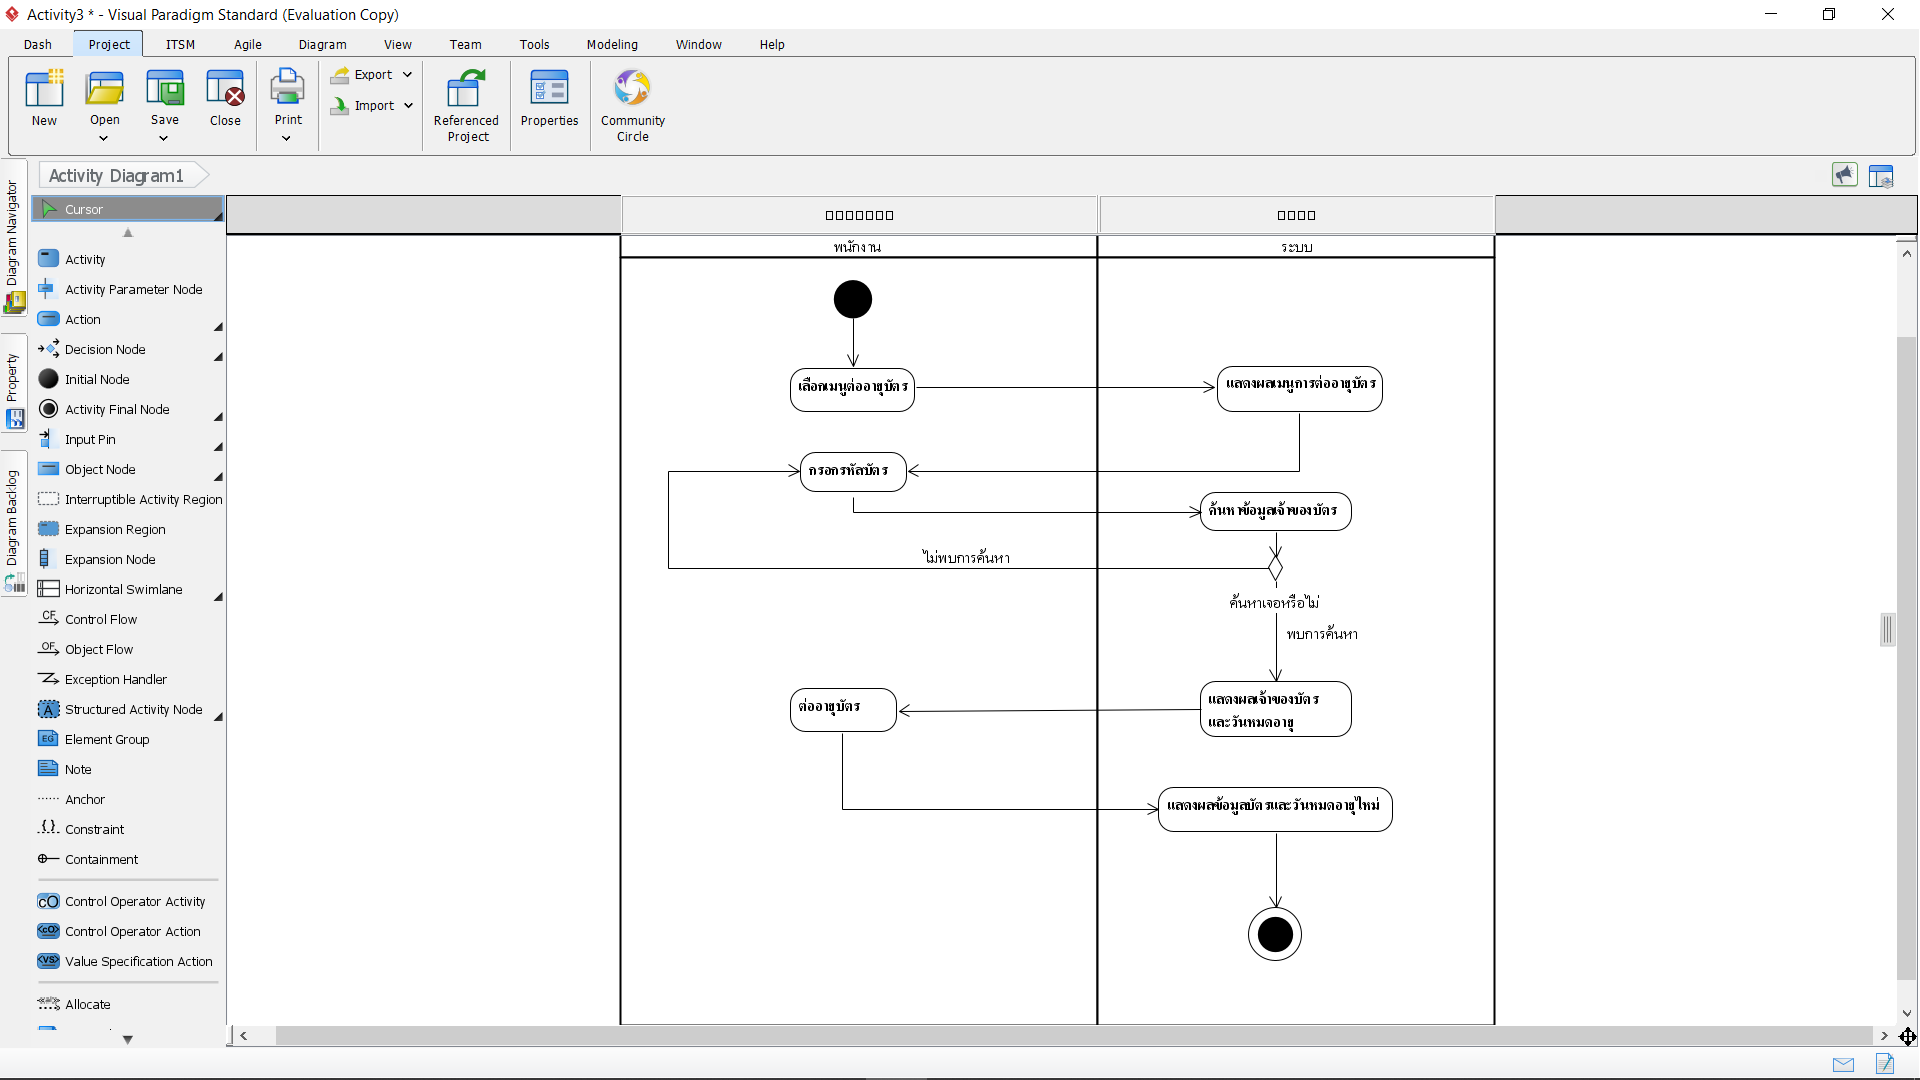 Activity3 * - Visual Paradigm Standard (Evaluation Copy)
Dash Project ITSM Agile Diagram View Team Tools Modeling Window Help
New
Open
Save
Close
Print
Export
Import
Referenced
Project
Properties
Community
Circle
Diagram Navigator
Property
Diagram Backlog
Activity Diagram1
Cursor
Activity
Activity Parameter Node
Action
Decision Node
Initial Node
Activity Final Node
Input Pin
Object Node
Interruptible Activity Region
Expansion Region
Expansion Node
Horizontal Swimlane
Control Flow
Object Flow
Exception Handler
Structured Activity Node
Element Group
Note
Anchor
Constraint
Containment
Control Operator Activity
Control Operator Action
Value Specification Action
Allocate
พนักงาน
ระบบ
เลือกเมนูต่ออายุบัตร
แสดงผลเมนูการต่ออายุบัตร
กรอกรหัสบัตร
ค้นหาข้อมูลเจ้าของบัตร
ไม่พบการค้นหา
ค้นหาเจอหรือไม่
พบการค้นหา
ต่ออายุบัตร
แสดงผลเจ้าของบัตร
และวันหมดอายุ
แสดงผลข้อมูลบัตรและวันหมดอายุใหม่